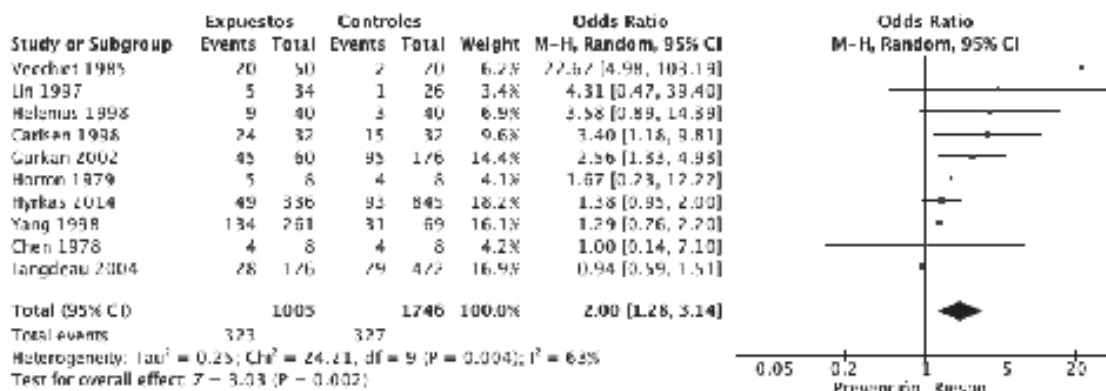 Expuestos Controles Odds Ratio Odds Ratio
Study or Subgroup Events Total Events Total Weight M-H, Random, 95% CI M-H, Random, 95% CI
Vecchiet 1985 20 50 2 70 6.2% 22.67 [4.98, 103.19]
Lin 1997 5 34 1 26 3.4% 4.31 [0.47, 39.40]
Helenius 1998 9 40 3 40 6.9% 3.58 [0.89, 14.39]
Carlsen 1998 24 32 15 32 9.6% 3.40 [1.18, 9.81]
Gurkan 2002 45 60 95 176 14.4% 2.56 [1.33, 4.93]
Horton 1979 5 8 4 8 4.1% 1.67 [0.23, 12.22]
Hyrkas 2014 49 336 93 845 18.2% 1.38 [0.95, 2.00]
Yang 1998 134 261 31 69 16.1% 1.29 [0.76, 2.20]
Chen 1978 4 8 4 8 4.2% 1.00 [0.14, 7.10]
Langdeau 2004 28 176 79 472 16.9% 0.94 [0.59, 1.51]
Total (95% CI) 1005 1746 100.0% 2.00 [1.28, 3.14]
Total events 323 327
Heterogeneity: Tau² = 0.25; Chi² = 24.21, df = 9 (P = 0.004); I² = 63%
Test for overall effect: Z = 3.03 (P = 0.002)
0.05 0.2 1 5 20
Prevención Riesgo